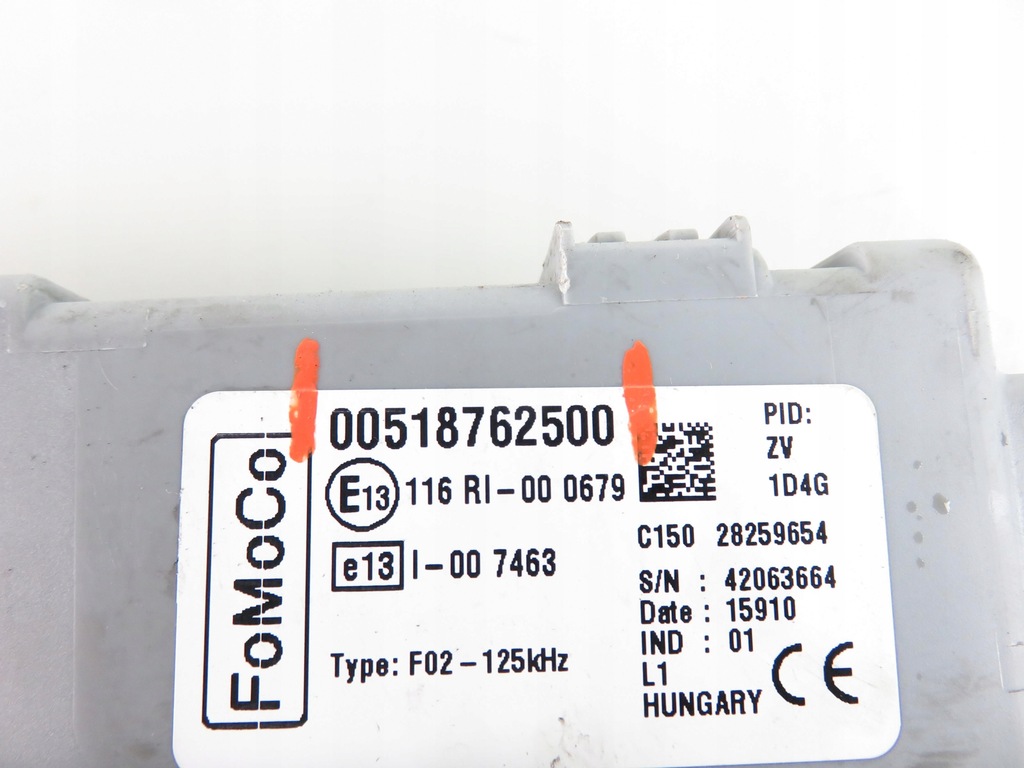 FoMoCo
00518762500
E13 116 RI-00 0679
e13 I-00 7463
Type: F02-125kHz
PID:
ZV
1D4G
C150 28259654
S/N : 42063664
Date : 15910
IND : 01
L1
HUNGARY CE